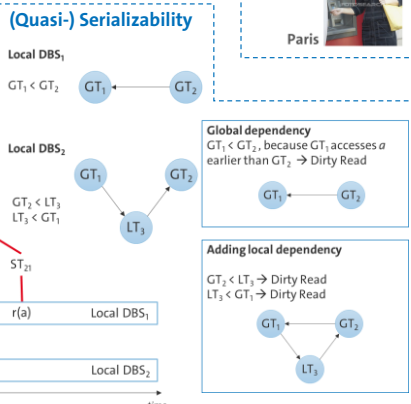 (Quasi-) Serializability
Paris
Local DBS₁
GT₁ < GT₂
GT₁
GT₂
Local DBS₂
GT₁
GT₂
LT₃
GT₂ < LT₃
LT₃ < GT₁
ST₂₁
r(a)
Local DBS₁
Local DBS₂
Global dependency
GT₁ < GT₂, because GT₁ accesses a
earlier than GT₂ → Dirty Read
GT₁
GT₂
Adding local dependency
GT₂ < LT₃ → Dirty Read
LT₃ < GT₁ → Dirty Read
GT₁
GT₂
LT₃